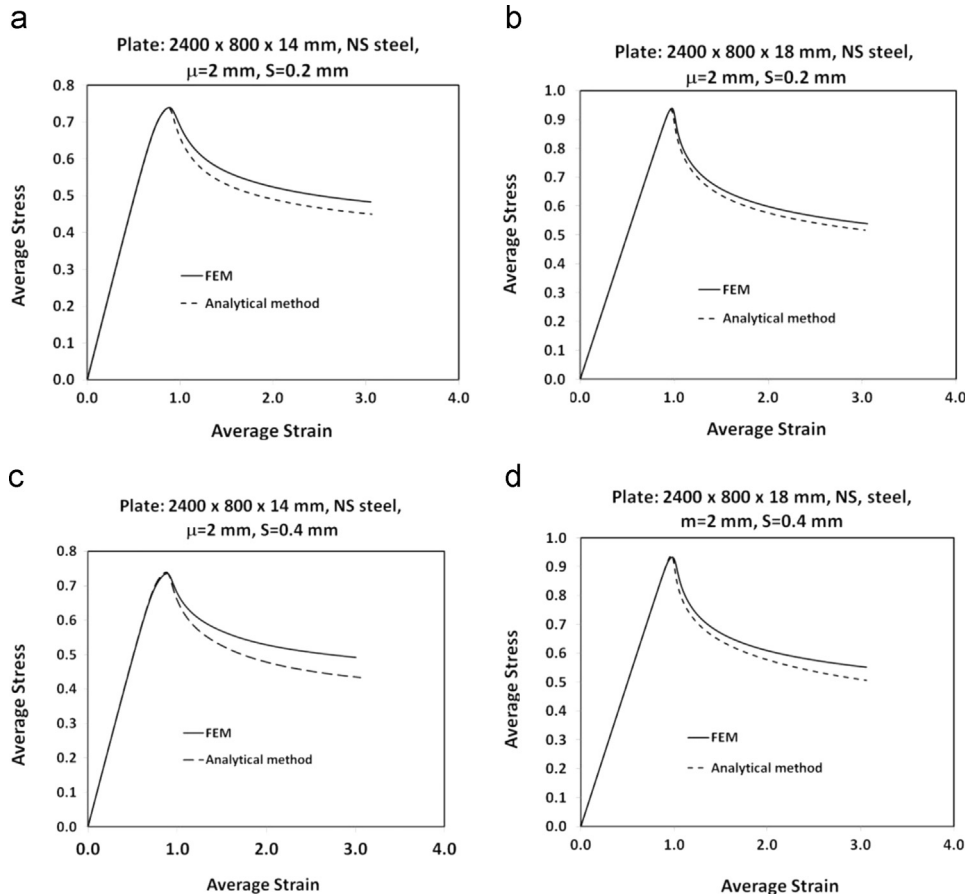 a
Plate: 2400 x 800 x 14 mm, NS steel,
μ=2 mm, S=0.2 mm
0.8
0.7
0.6
0.5
0.4
0.3
0.2
0.1
0.0
Average Stress
FEM
Analytical method
0.0 1.0 2.0 3.0 4.0
Average Strain
b
Plate: 2400 x 800 x 18 mm, NS steel,
μ=2 mm, S=0.2 mm
1.0
0.9
0.8
0.7
0.6
0.5
0.4
0.3
0.2
0.1
0.0
Average Stress
FEM
Analytical method
0.0 1.0 2.0 3.0 4.0
Average Strain
c
Plate: 2400 x 800 x 14 mm, NS steel,
μ=2 mm, S=0.4 mm
0.8
0.7
0.6
0.5
0.4
0.3
0.2
0.1
0.0
Average Stress
FEM
Analytical method
0.0 1.0 2.0 3.0 4.0
Average Strain
d
Plate: 2400 x 800 x 18 mm, NS, steel,
m=2 mm, S=0.4 mm
1.0
0.9
0.8
0.7
0.6
0.5
0.4
0.3
0.2
0.1
0.0
Average Stress
FEM
Analytical method
0.0 1.0 2.0 3.0 4.0
Average Strain